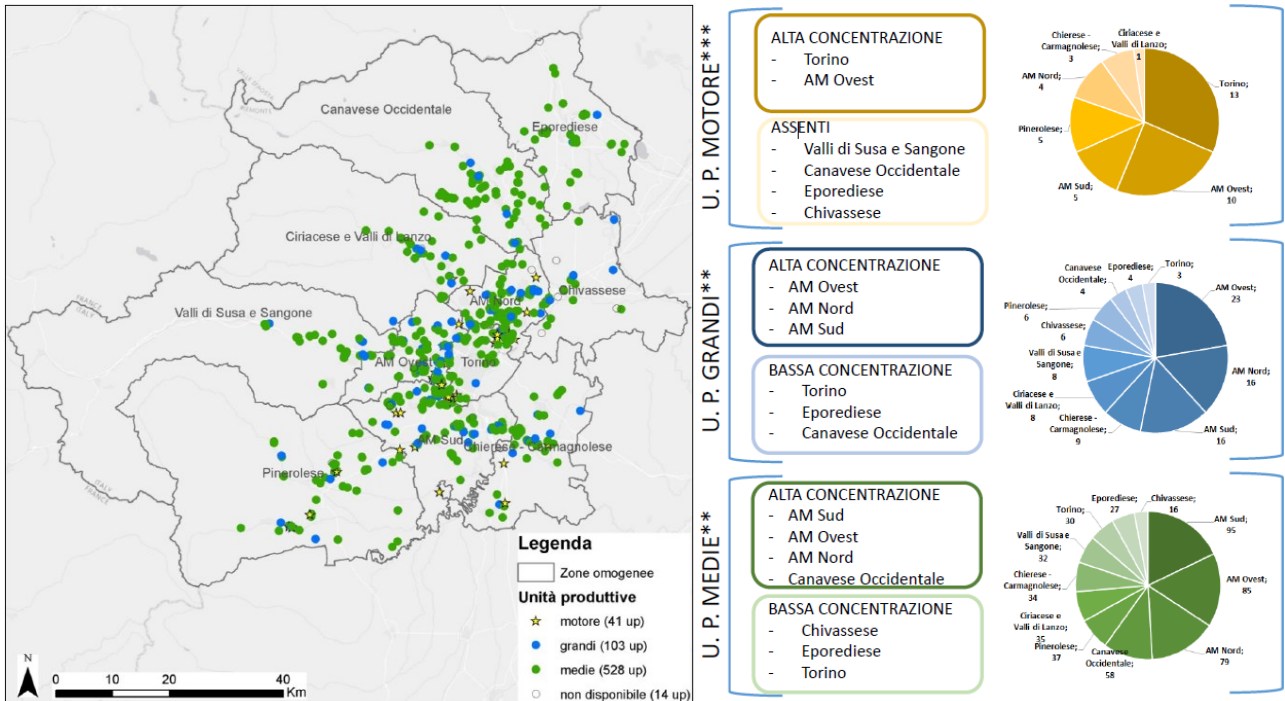 Canavese Occidentale
Eporediese
Ciriacese e Valli di Lanzo
AM Nord
Chivassese
Valli di Susa e Sangone
AM Ovest
Torino
AM Sud
Chierese - Carmagnolese
Pinerolese
FRANCE
ITALY
ITALY
FRANCE
Legenda
Zone omogenee
Unità produttive
motore (41 up)
grandi (103 up)
medie (528 up)
non disponibile (14 up)
N
0 10 20 40
Km
U. P. MOTORE***
ALTA CONCENTRAZIONE
- Torino
- AM Ovest
ASSENTI
- Valli di Susa e Sangone
- Canavese Occidentale
- Eporediese
- Chivassese
Chierese -
Carmagnolese;
3
Ciriacese e
Valli di Lanzo;
1
Torino;
13
AM Nord;
4
Pinerolese;
5
AM Sud;
5
AM Ovest;
10
U. P. GRANDI**
ALTA CONCENTRAZIONE
- AM Ovest
- AM Nord
- AM Sud
BASSA CONCENTRAZIONE
- Torino
- Eporediese
- Canavese Occidentale
Canavese
Occidentale;
4
Eporediese;
4
Torino;
3
AM Ovest;
23
Pinerolese;
6
Chivassese;
6
Valli di Susa e
Sangone;
8
AM Nord;
16
Ciriacese e
Valli di Lanzo;
8
Chierese -
Carmagnolese;
9
AM Sud;
16
U. P. MEDIE**
ALTA CONCENTRAZIONE
- AM Sud
- AM Ovest
- AM Nord
- Canavese Occidentale
BASSA CONCENTRAZIONE
- Chivassese
- Eporediese
- Torino
Eporediese;
27
Chivassese;
16
Torino;
30
AM Sud;
95
Valli di Susa e
Sangone;
32
AM Ovest;
85
Chierese -
Carmagnolese;
34
Ciriacese e
Valli di Lanzo;
35
Pinerolese;
37
Canavese
Occidentale;
58
AM Nord;
79